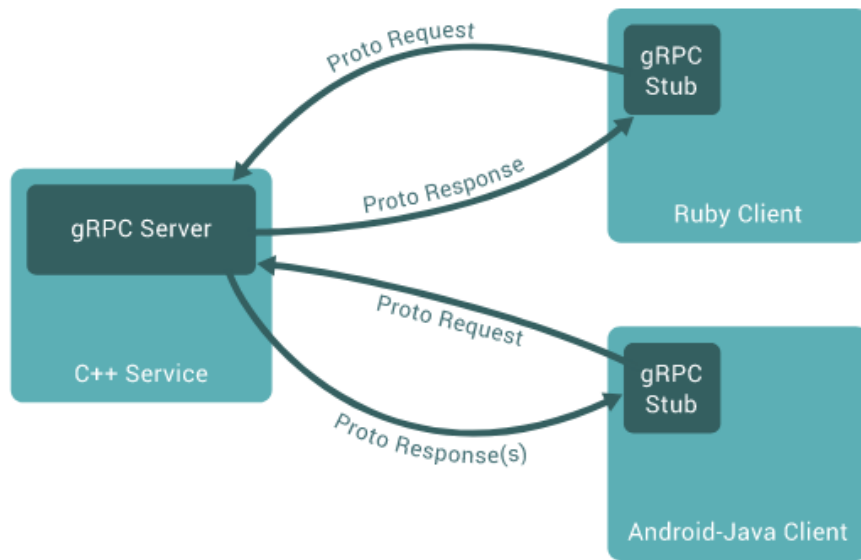 Proto Request
gRPC
Stub
Proto Response
Ruby Client
gRPC Server
C++ Service
Proto Request
gRPC
Stub
Proto Response(s)
Android-Java Client